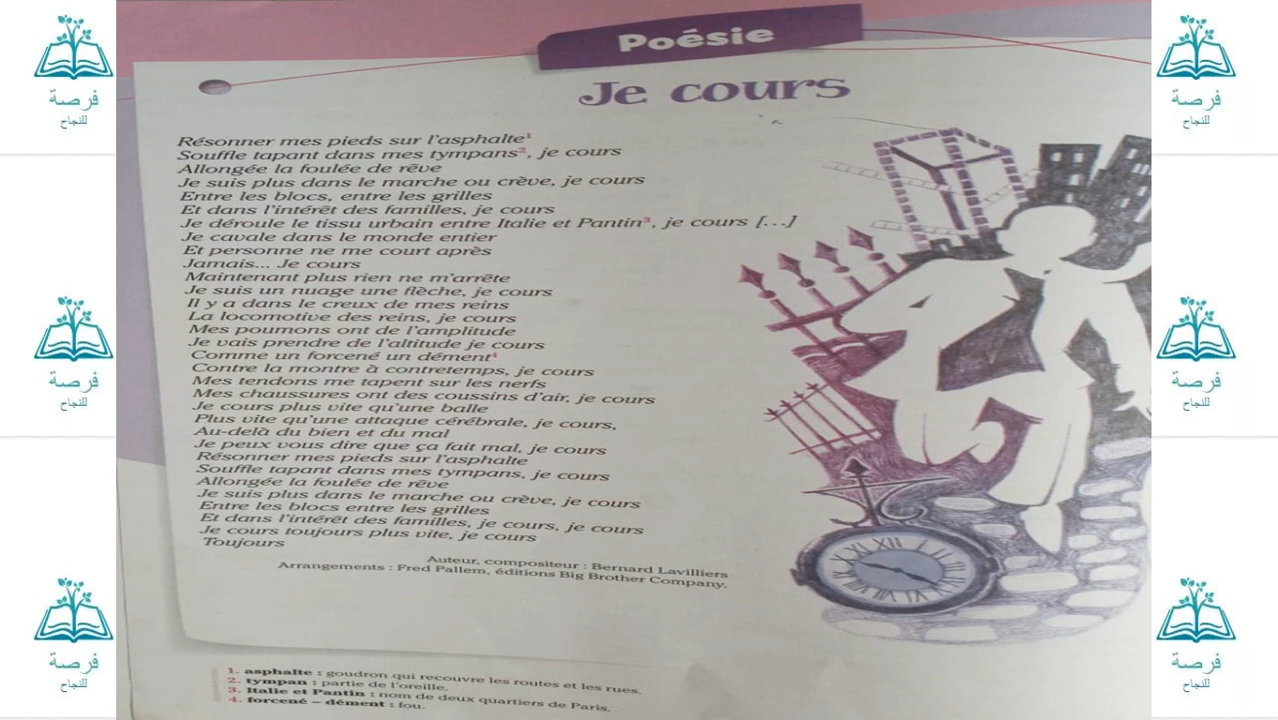 Poésie
Je cours
Résonner mes pieds sur l'asphalte¹
Souffle tapant dans mes tympans², je cours
Allongée la foulée de rêve
Je suis plus dans le marche ou crève, je cours
Entre les blocs, entre les grilles
Et dans l'intérêt des familles, je cours
Je déroule le tissu urbain entre Italie et Pantin³, je cours [...]
Je cavale dans le monde entier
Et personne ne me court après
Jamais... Je cours
Maintenant plus rien ne m'arrête
Je suis un nuage une flèche, je cours
Il y a dans le creux de mes reins
La locomotive des reins, je cours
Mes poumons ont de l'amplitude
Je vais prendre de l'altitude je cours
Comme un forcené un dément⁴
Contre la montre à contretemps, je cours
Mes tendons me tapent sur les nerfs
Mes chaussures ont des coussins d'air, je cours
Je cours plus vite qu'une balle
Plus vite qu'une attaque cérébrale, je cours,
Au-delà du bien et du mal
Je peux vous dire que ça fait mal, je cours
Résonner mes pieds sur l'asphalte
Souffle tapant dans mes tympans, je cours
Allongée la foulée de rêve
Je suis plus dans le marche ou crève, je cours
Entre les blocs entre les grilles
Et dans l'intérêt des familles, je cours, je cours
Je cours toujours plus vite, je cours
Toujours
Auteur, compositeur : Bernard Lavilliers
Arrangements : Fred Pallem, éditions Big Brother Company.
1. asphalte : goudron qui recouvre les routes et les rues.
2. tympan : partie de l'oreille.
3. Italie et Pantin : nom de deux quartiers de Paris.
4. forcené – dément : fou.
فرصة
للنجاح
فرصة
للنجاح
فرصة
للنجاح
فرصة
للنجاح
فرصة
للنجاح
فرصة
للنجاح